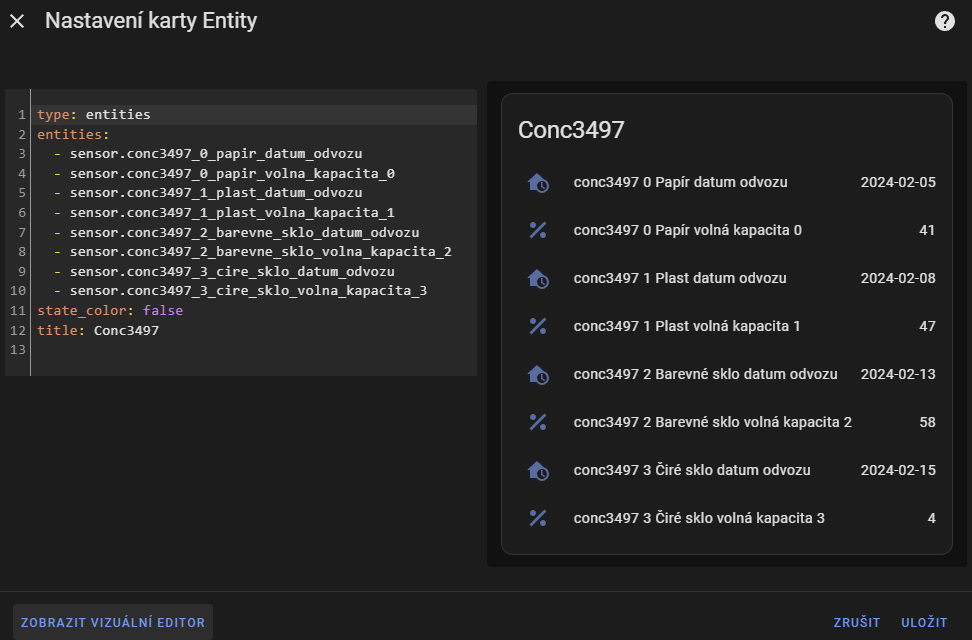 Nastavení karty Entity
1 type: entities
2 entities:
3 - sensor.conc3497_0_papir_datum_odvozu
4 - sensor.conc3497_0_papir_volna_kapacita_0
5 - sensor.conc3497_1_plast_datum_odvozu
6 - sensor.conc3497_1_plast_volna_kapacita_1
7 - sensor.conc3497_2_barevne_sklo_datum_odvozu
8 - sensor.conc3497_2_barevne_sklo_volna_kapacita_2
9 - sensor.conc3497_3_cire_sklo_datum_odvozu
10 - sensor.conc3497_3_cire_sklo_volna_kapacita_3
11 state_color: false
12 title: Conc3497
13
Conc3497
conc3497 0 Papír datum odvozu 2024-02-05
conc3497 0 Papír volná kapacita 0 41
conc3497 1 Plast datum odvozu 2024-02-08
conc3497 1 Plast volná kapacita 1 47
conc3497 2 Barevné sklo datum odvozu 2024-02-13
conc3497 2 Barevné sklo volná kapacita 2 58
conc3497 3 Čiré sklo datum odvozu 2024-02-15
conc3497 3 Čiré sklo volná kapacita 3 4
ZOBRAZIT VIZUÁLNÍ EDITOR ZRUŠIT ULOŽIT